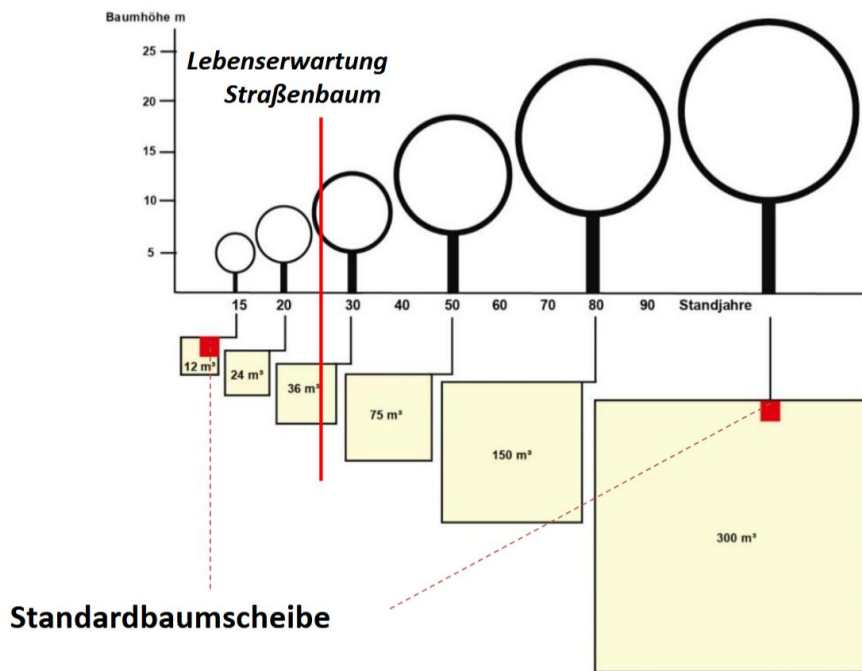 Baumhöhe m
Lebenserwartung
Straßenbaum
25
20
15
10
5
15 20 30 40 50 60 70 80 90 Standjahre
12 m³
24 m³
36 m³
75 m³
150 m³
300 m³
Standardbaumscheibe